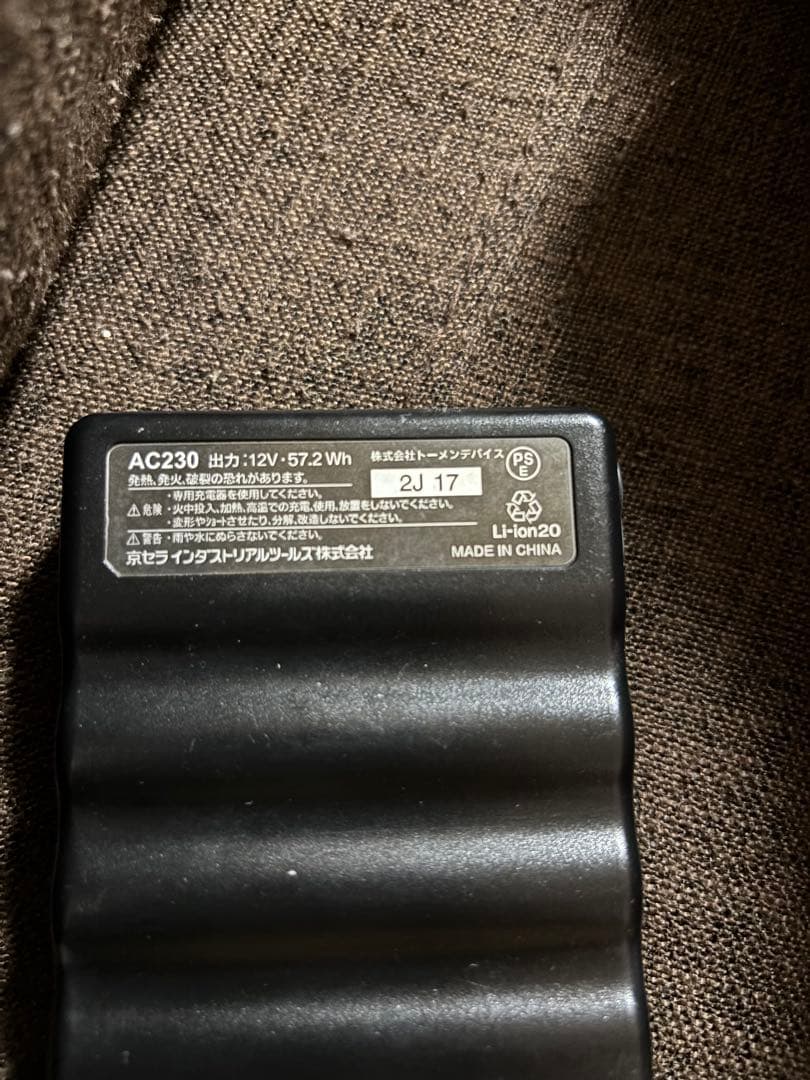 AC230 出力:12V・57.2Wh 株式会社トーメンデバイス
PS
E
発熱、発火、破裂の恐れがあります。
2J 17
・専用充電器を使用してください。
⚠危険 ・火中投入、加熱、高温での充電、使用、放置をしないでください。
・変形やショートさせたり、分解、改造しないでください。
⚠警告 ・雨や水にぬらさないでください。
Li-ion20
京セラインダストリアルツールズ株式会社 MADE IN CHINA